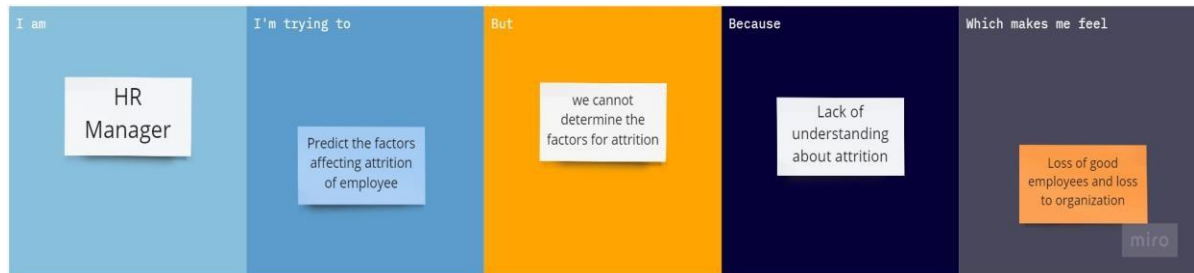 I am
HR
Manager
I'm trying to
Predict the factors
affecting attrition
of employee
But
we cannot
determine the
factors for attrition
Because
Lack of
understanding
about attrition
Which makes me feel
Loss of good
employees and loss
to organization
miro